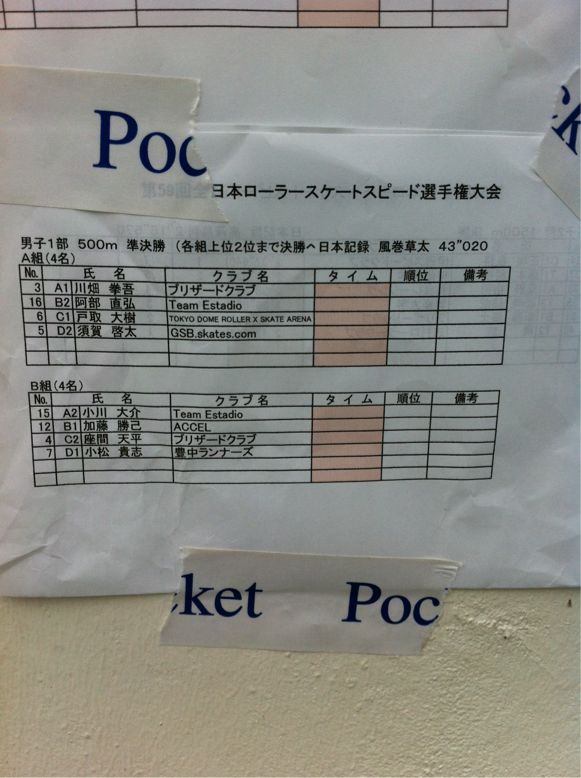 Poc
ck
日本ローラースケートスピード選手権大会
男子1部 500m 準決勝 (各組上位2位まで決勝へ日本記録 風巻草太 43"020
A組(4名)
No. 氏 名 クラブ名 タイム 順位 備考
3 A1 川畑 拳吾 ブリザードクラブ
16 B2 阿部 直弘 Team Estadio
6 C1 戸取 大樹 TOKYO DOME ROLLER X SKATE ARENA
5 D2 須賀 啓太 GSB.skates.com
B組(4名)
No. 氏 名 クラブ名 タイム 順位 備考
15 A2 小川 大介 Team Estadio
12 B1 加藤 勝己 ACCEL
4 C2 座間 天平 ブリザードクラブ
7 D1 小松 貴志 豊中ランナーズ
cket Poc